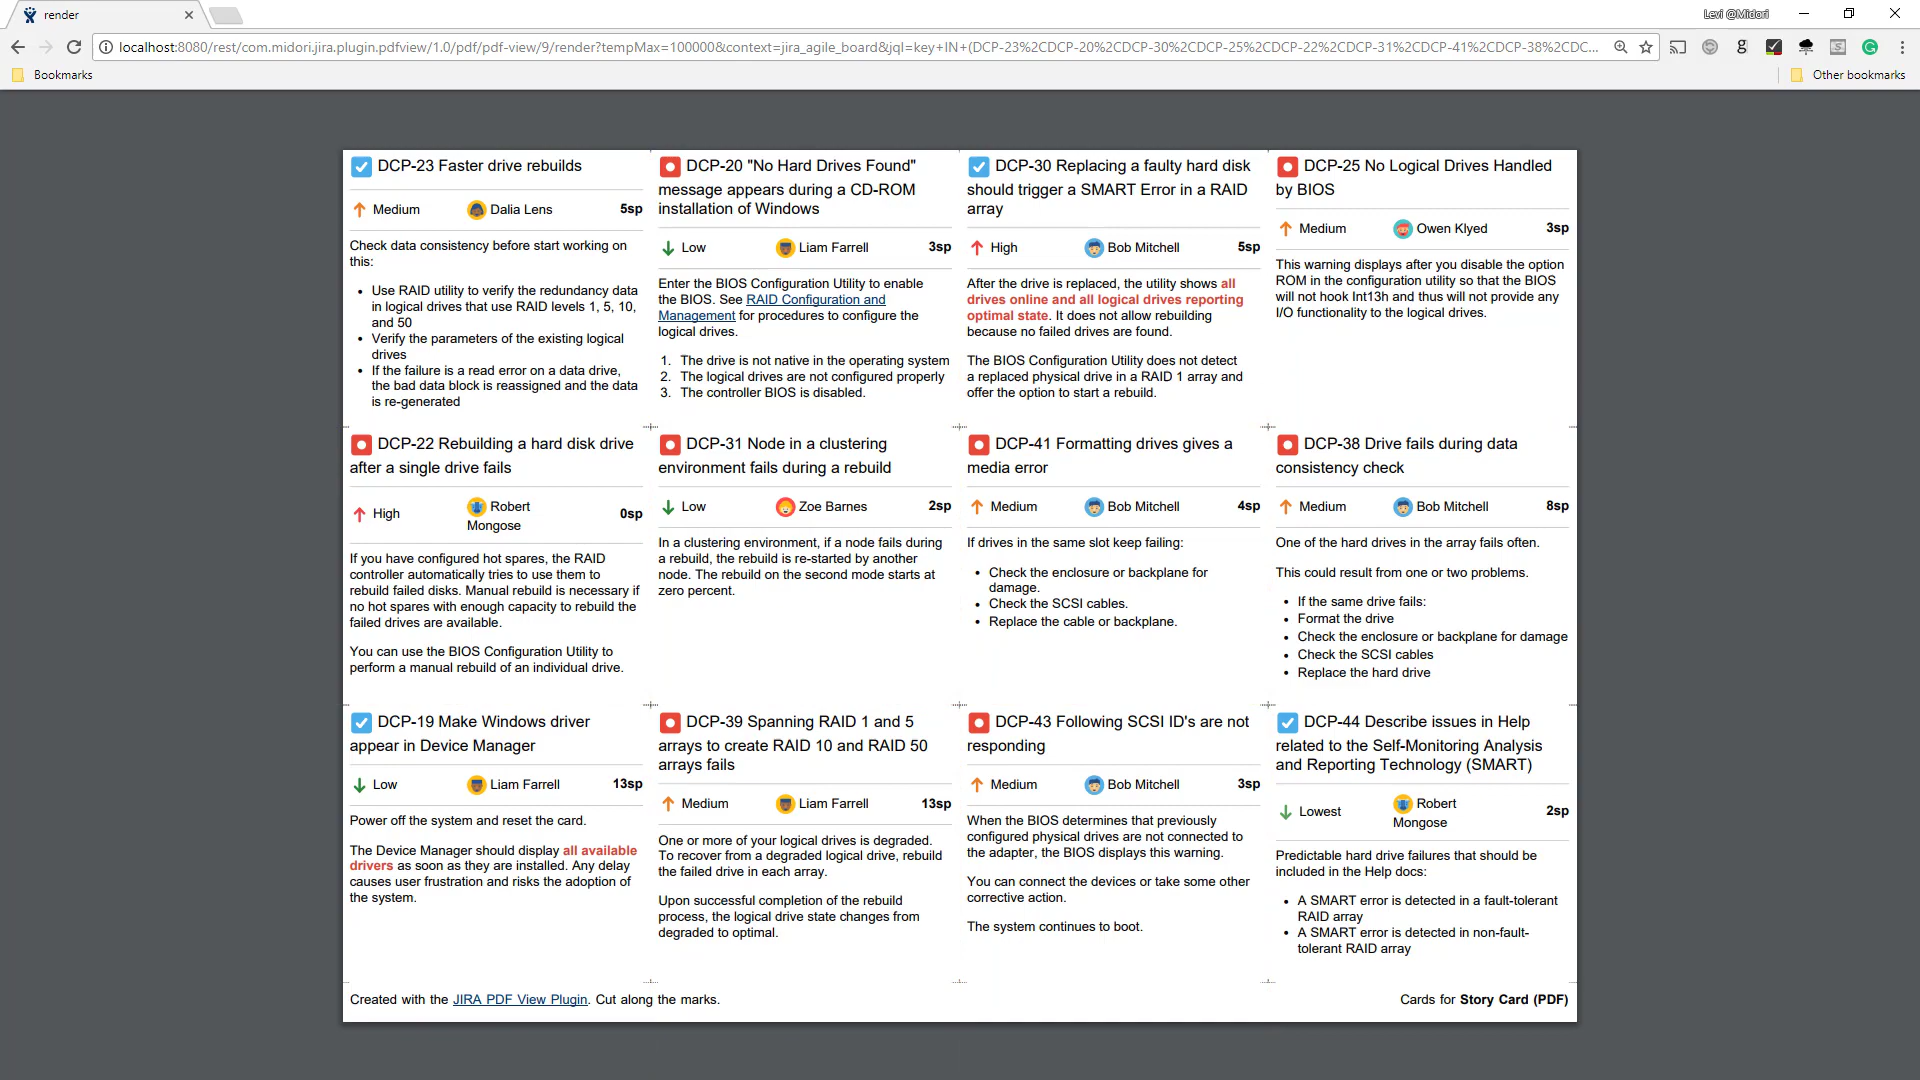 render
Levi @Midori
localhost:8080/rest/com.midori.jira.plugin.pdfview/1.0/pdf/pdf-view/9/render?tempMax=100000&context=jira_agile_board&jql=key+IN+(DCP-23%2CDCP-20%2CDCP-30%2CDCP-25%2CDCP-22%2CDCP-31%2CDCP-41%2CDCP-38%2CDC...
Bookmarks
Other bookmarks
DCP-23 Faster drive rebuilds
Medium
Dalia Lens
5sp
Check data consistency before start working on
this:
• Use RAID utility to verify the redundancy data
in logical drives that use RAID levels 1, 5, 10,
and 50
• Verify the parameters of the existing logical
drives
• If the failure is a read error on a data drive,
the bad data block is reassigned and the data
is re-generated
DCP-20 "No Hard Drives Found"
message appears during a CD-ROM
installation of Windows
Low
Liam Farrell
3sp
Enter the BIOS Configuration Utility to enable
the BIOS. See RAID Configuration and
Management for procedures to configure the
logical drives.
1. The drive is not native in the operating system
2. The logical drives are not configured properly
3. The controller BIOS is disabled.
DCP-30 Replacing a faulty hard disk
should trigger a SMART Error in a RAID
array
High
Bob Mitchell
5sp
After the drive is replaced, the utility shows all
drives online and all logical drives reporting
optimal state. It does not allow rebuilding
because no failed drives are found.
The BIOS Configuration Utility does not detect
a replaced physical drive in a RAID 1 array and
offer the option to start a rebuild.
DCP-25 No Logical Drives Handled
by BIOS
Medium
Owen Klyed
3sp
This warning displays after you disable the option
ROM in the configuration utility so that the BIOS
will not hook Int13h and thus will not provide any
I/O functionality to the logical drives.
DCP-22 Rebuilding a hard disk drive
after a single drive fails
High
Robert
Mongose
0sp
If you have configured hot spares, the RAID
controller automatically tries to use them to
rebuild failed disks. Manual rebuild is necessary if
no hot spares with enough capacity to rebuild the
failed drives are available.
You can use the BIOS Configuration Utility to
perform a manual rebuild of an individual drive.
DCP-31 Node in a clustering
environment fails during a rebuild
Low
Zoe Barnes
2sp
In a clustering environment, if a node fails during
a rebuild, the rebuild is re-started by another
node. The rebuild on the second mode starts at
zero percent.
DCP-41 Formatting drives gives a
media error
Medium
Bob Mitchell
4sp
If drives in the same slot keep failing:
• Check the enclosure or backplane for
damage.
• Check the SCSI cables.
• Replace the cable or backplane.
DCP-38 Drive fails during data
consistency check
Medium
Bob Mitchell
8sp
One of the hard drives in the array fails often.
This could result from one or two problems.
• If the same drive fails:
• Format the drive
• Check the enclosure or backplane for damage
• Check the SCSI cables
• Replace the hard drive
DCP-19 Make Windows driver
appear in Device Manager
Low
Liam Farrell
13sp
Power off the system and reset the card.
The Device Manager should display all available
drivers as soon as they are installed. Any delay
causes user frustration and risks the adoption of
the system.
DCP-39 Spanning RAID 1 and 5
arrays to create RAID 10 and RAID 50
arrays fails
Medium
Liam Farrell
13sp
One or more of your logical drives is degraded.
To recover from a degraded logical drive, rebuild
the failed drive in each array.
Upon successful completion of the rebuild
process, the logical drive state changes from
degraded to optimal.
DCP-43 Following SCSI ID's are not
responding
Medium
Bob Mitchell
3sp
When the BIOS determines that previously
configured physical drives are not connected to
the adapter, the BIOS displays this warning.
You can connect the devices or take some other
corrective action.
The system continues to boot.
DCP-44 Describe issues in Help
related to the Self-Monitoring Analysis
and Reporting Technology (SMART)
Lowest
Robert
Mongose
2sp
Predictable hard drive failures that should be
included in the Help docs:
• A SMART error is detected in a fault-tolerant
RAID array
• A SMART error is detected in non-fault-
tolerant RAID array
Created with the JIRA PDF View Plugin. Cut along the marks.
Cards for Story Card (PDF)